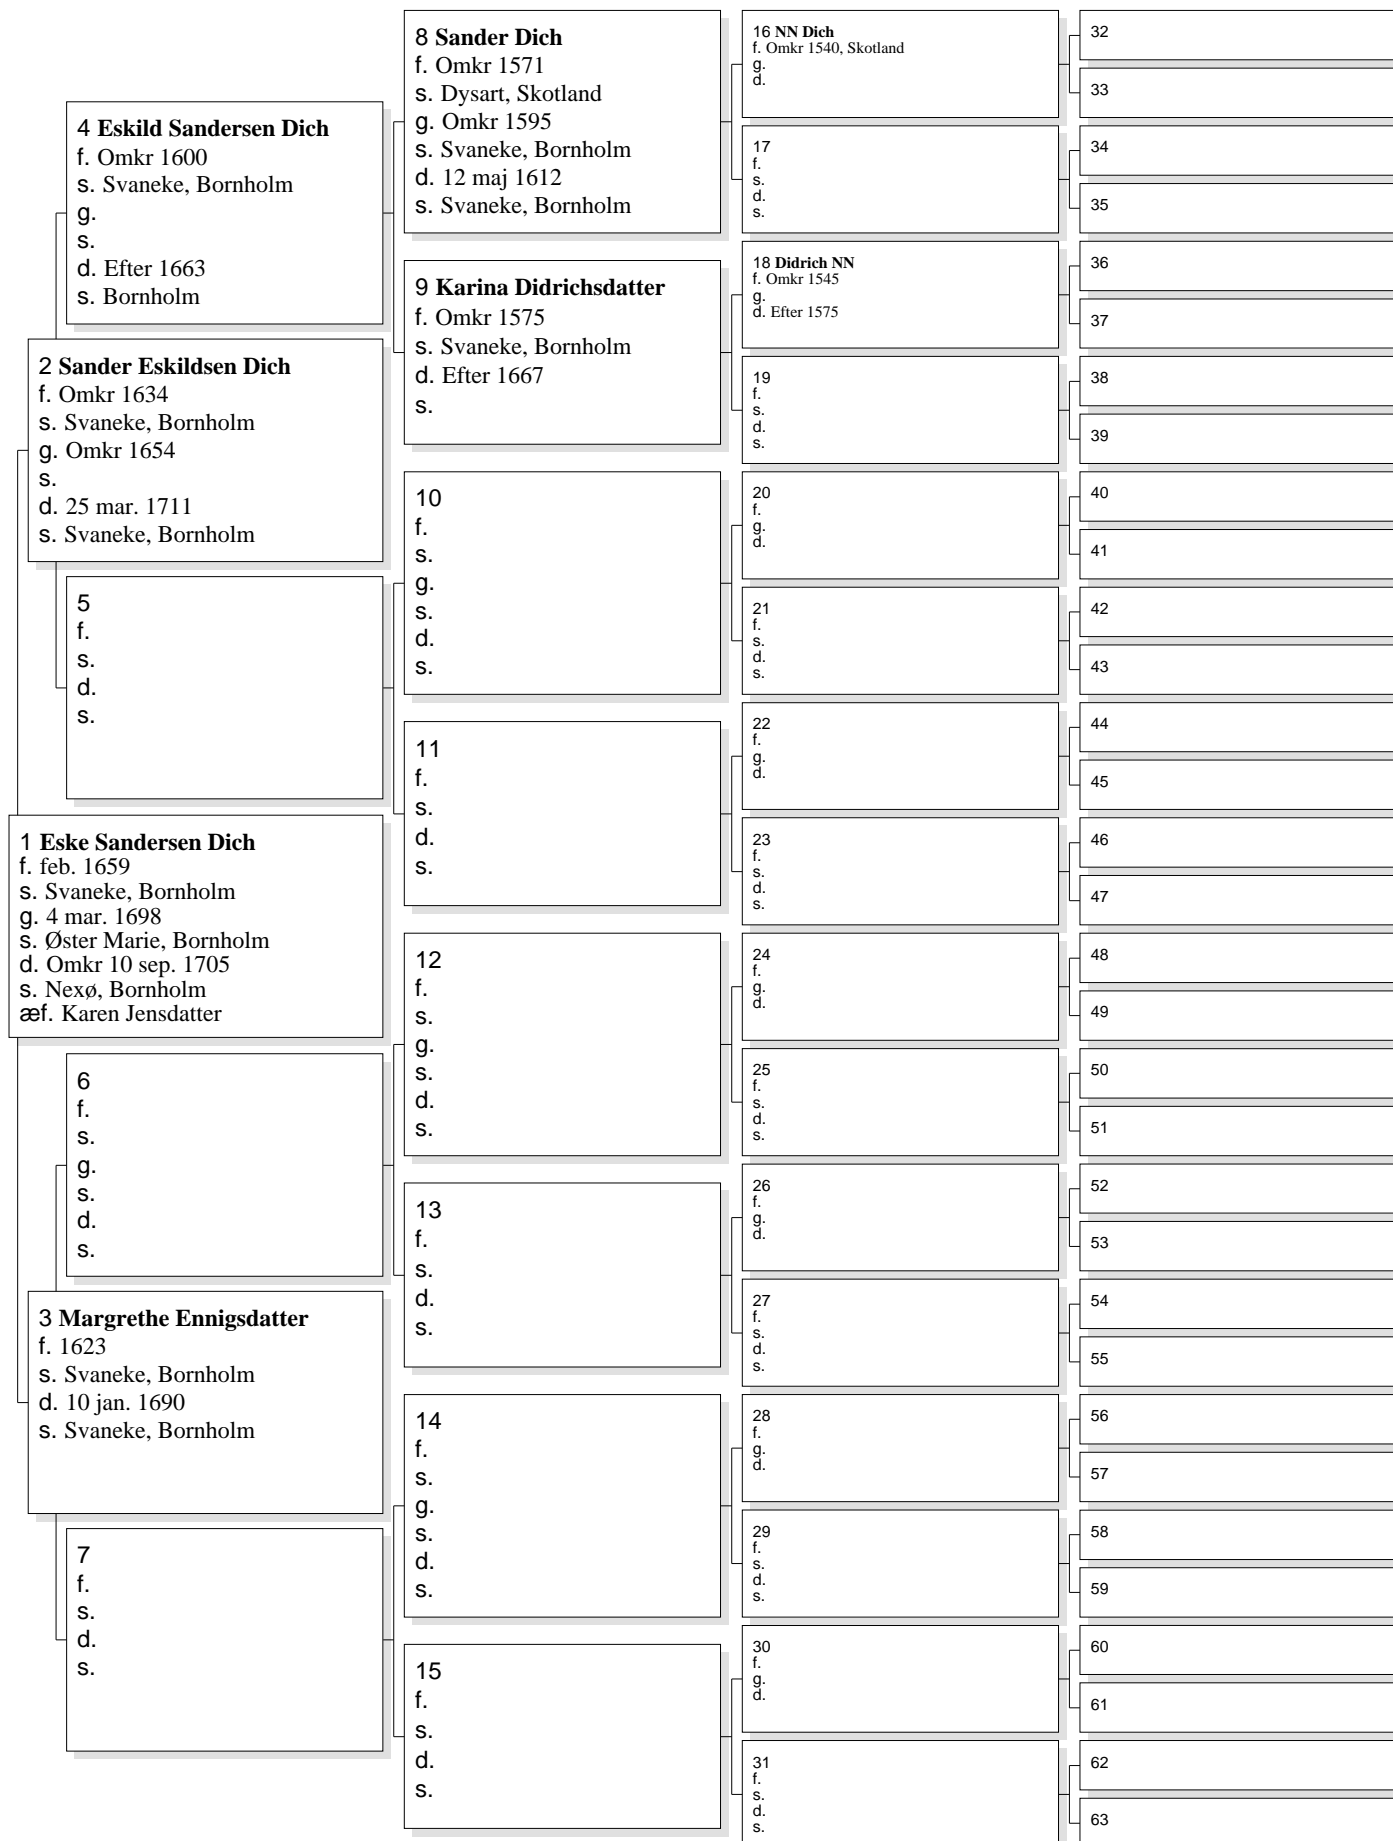 8 Sander Dich
f. Omkr 1571
s. Dysart, Skotland
g. Omkr 1595
s. Svaneke, Bornholm
d. 12 maj 1612
s. Svaneke, Bornholm
16 NN Dich
f. Omkr 1540, Skotland
g.
d.
32
33
4 Eskild Sandersen Dich
f. Omkr 1600
s. Svaneke, Bornholm
g.
s.
d. Efter 1663
s. Bornholm
17
f.
s.
d.
s.
34
35
9 Karina Didrichsdatter
f. Omkr 1575
s. Svaneke, Bornholm
d. Efter 1667
s.
18 Didrich NN
f. Omkr 1545
g.
d. Efter 1575
36
37
2 Sander Eskildsen Dich
f. Omkr 1634
s. Svaneke, Bornholm
g. Omkr 1654
s.
d. 25 mar. 1711
s. Svaneke, Bornholm
19
f.
s.
d.
s.
38
39
10
f.
s.
g.
s.
d.
s.
20
f.
g.
d.
40
41
5
f.
s.
d.
s.
21
f.
s.
d.
s.
42
43
11
f.
s.
d.
s.
22
f.
g.
d.
44
45
1 Eske Sandersen Dich
f. feb. 1659
s. Svaneke, Bornholm
g. 4 mar. 1698
s. Øster Marie, Bornholm
d. Omkr 10 sep. 1705
s. Nexø, Bornholm
æf. Karen Jensdatter
23
f.
s.
d.
s.
46
47
12
f.
s.
g.
s.
d.
s.
24
f.
g.
d.
48
49
6
f.
s.
g.
s.
d.
s.
25
f.
s.
d.
s.
50
51
13
f.
s.
d.
s.
26
f.
g.
d.
52
53
3 Margrethe Ennigsdatter
f. 1623
s. Svaneke, Bornholm
d. 10 jan. 1690
s. Svaneke, Bornholm
27
f.
s.
d.
s.
54
55
14
f.
s.
g.
s.
d.
s.
28
f.
g.
d.
56
57
7
f.
s.
d.
s.
29
f.
s.
d.
s.
58
59
15
f.
s.
d.
s.
30
f.
g.
d.
60
61
31
f.
s.
d.
s.
62
63